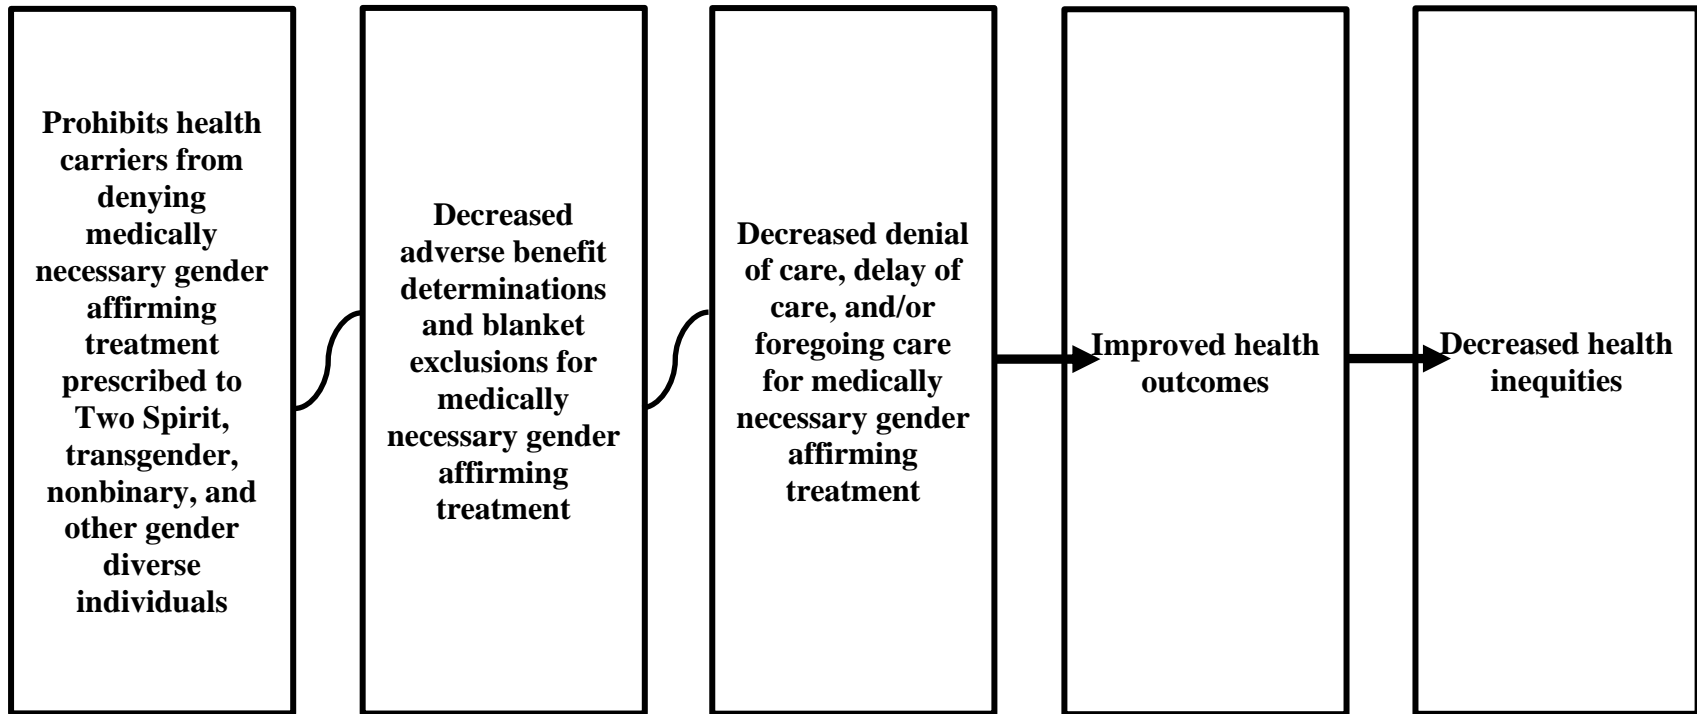 Prohibits health
carriers from
denying
medically
necessary gender
affirming
treatment
prescribed to
Two Spirit,
transgender,
nonbinary, and
other gender
diverse
individuals
Decreased
adverse benefit
determinations
and blanket
exclusions for
medically
necessary gender
affirming
treatment
Decreased denial
of care, delay of
care, and/or
foregoing care
for medically
necessary gender
affirming
treatment
Improved health
outcomes
Decreased health
inequities